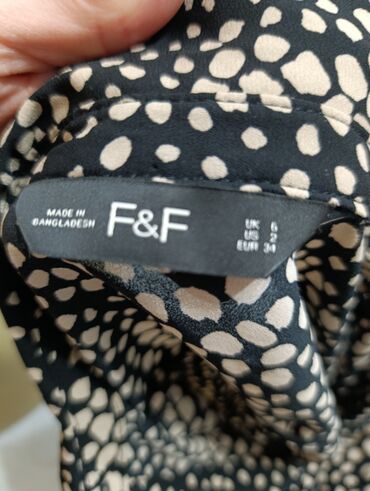 MADE IN
BANGLADESH
F&F
UK 6
US 2
EUR 34